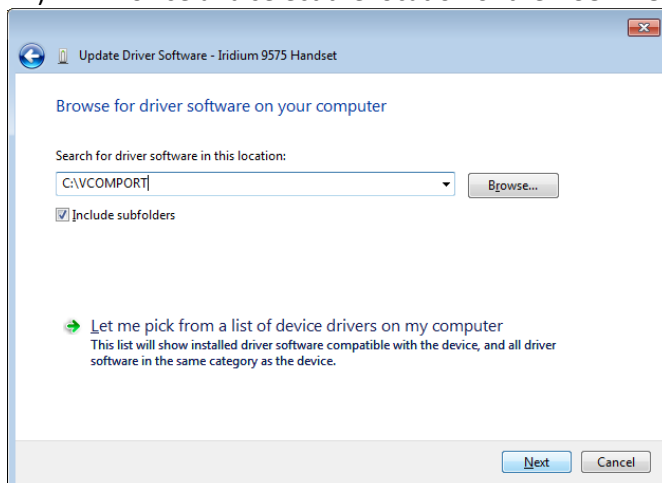 Update Driver Software - Iridium 9575 Handset
Browse for driver software on your computer
Search for driver software in this location:
C:\VCOMPORT
Browse...
Include subfolders
Let me pick from a list of device drivers on my computer
This list will show installed driver software compatible with the device, and all driver
software in the same category as the device.
Next
Cancel